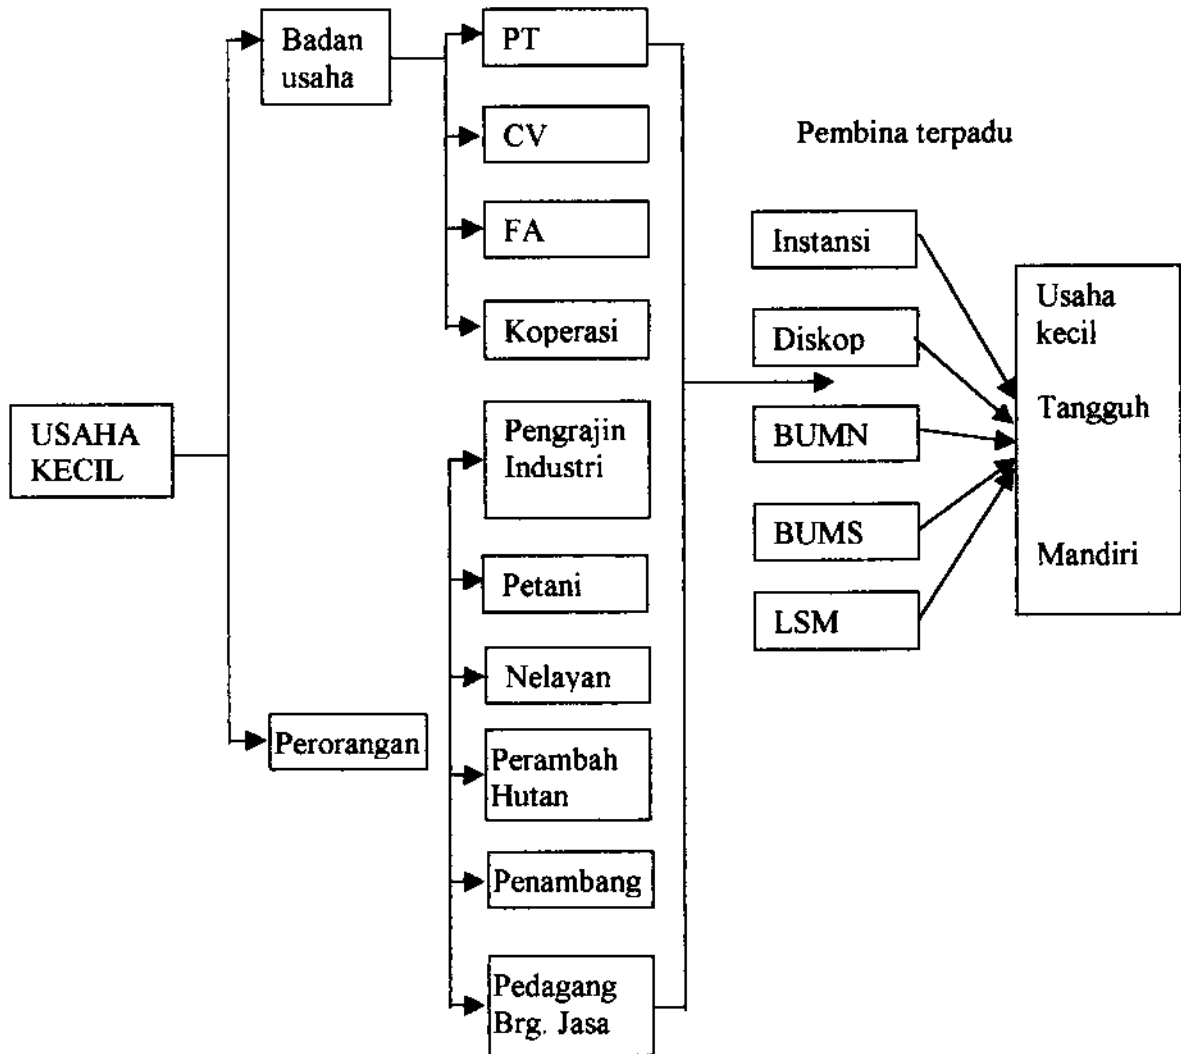 Badan
usaha
PT
CV
FA
Koperasi
Pembina terpadu
Instansi
Diskop
BUMN
BUMS
LSM
Usaha
kecil
Tangguh
Mandiri
USAHA
KECIL
Pengrajin
Industri
Petani
Nelayan
Perorangan
Perambah
Hutan
Penambang
Pedagang
Brg. Jasa